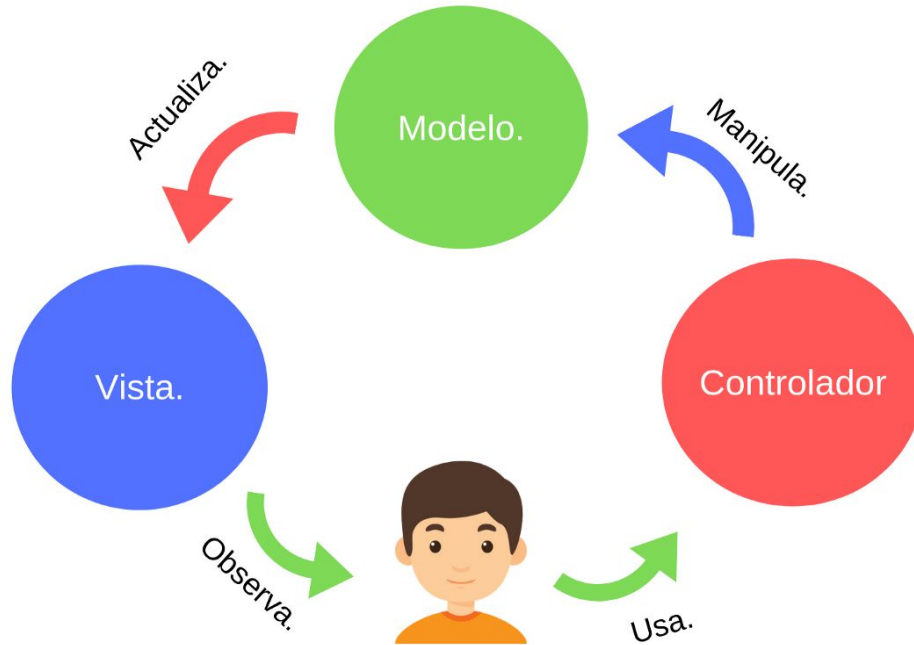 Actualiza.
Modelo.
Manipula.
Vista.
Controlador
Observa.
Usa.